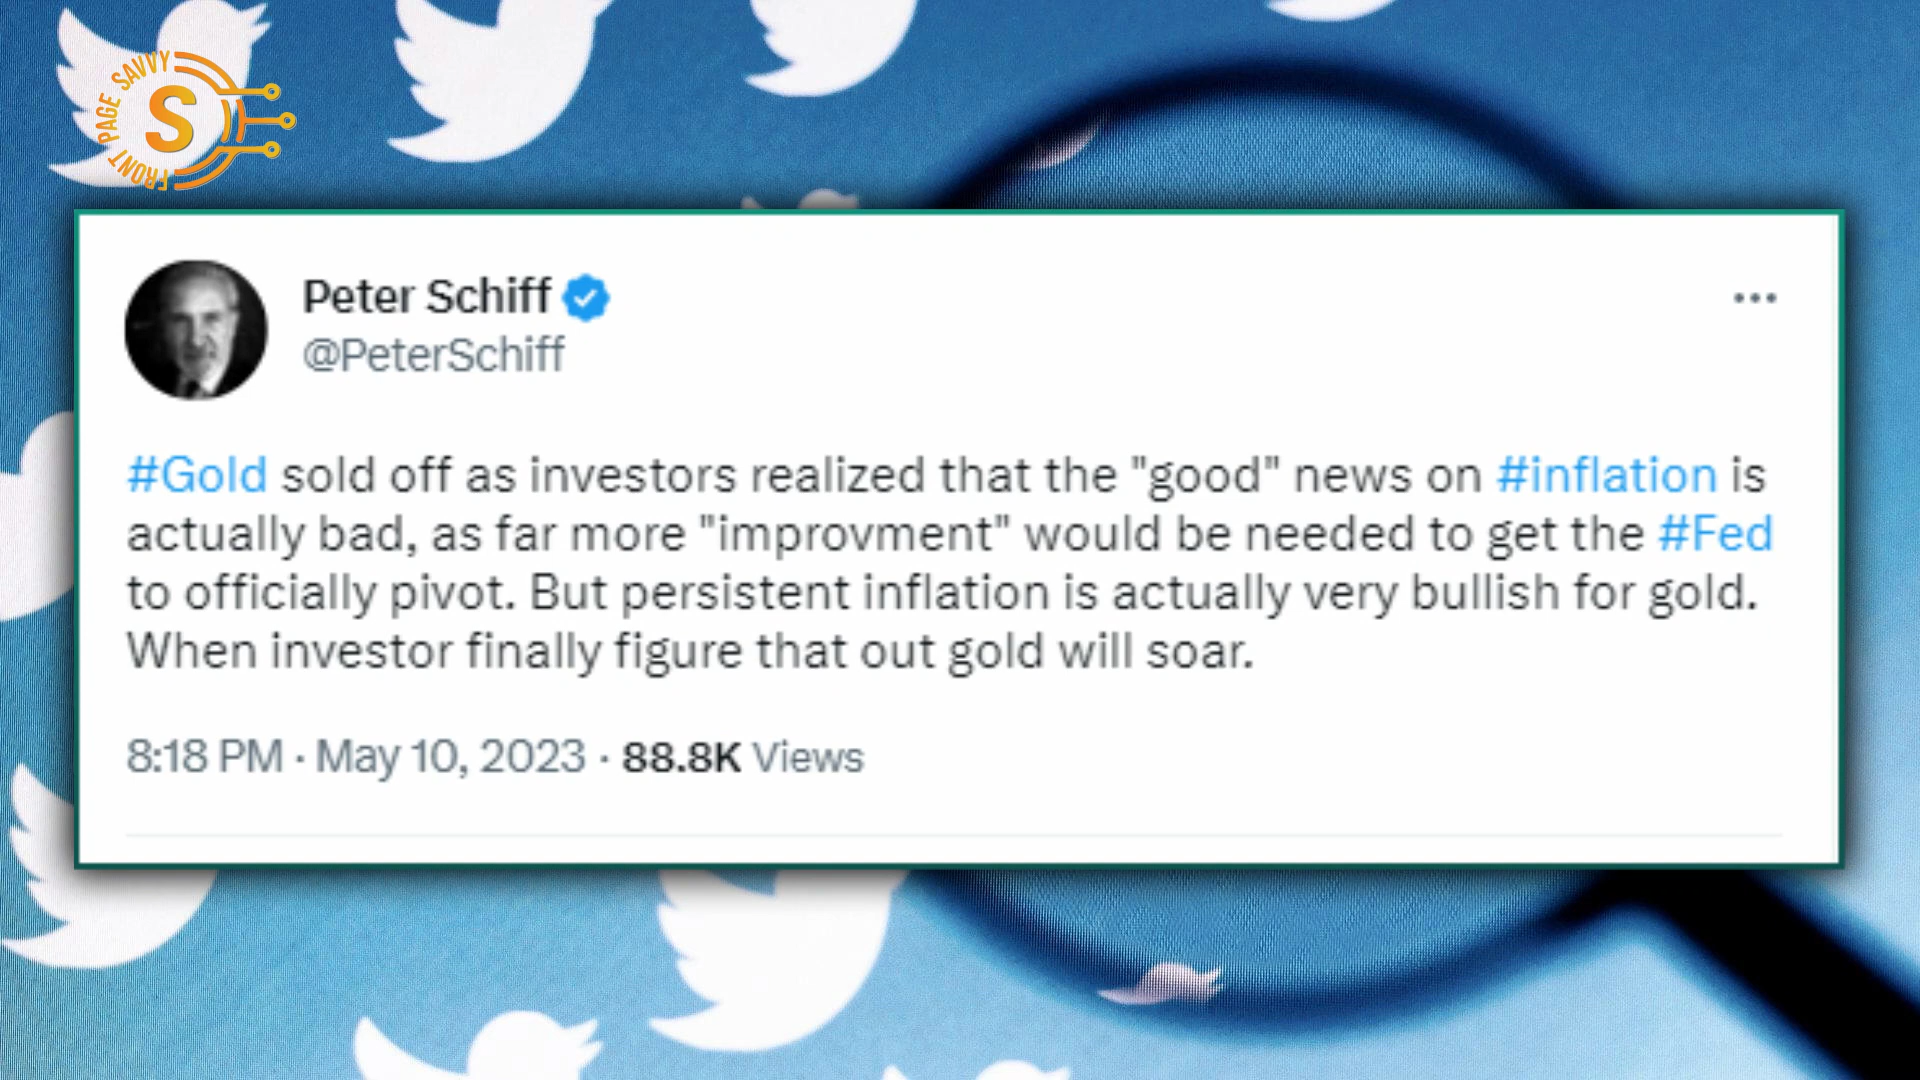 FRONT PAGE SAVVY
S
Peter Schiff
@PeterSchiff
#Gold sold off as investors realized that the "good" news on #inflation is
actually bad, as far more "improvment" would be needed to get the #Fed
to officially pivot. But persistent inflation is actually very bullish for gold.
When investor finally figure that out gold will soar.
8:18 PM · May 10, 2023 · 88.8K Views